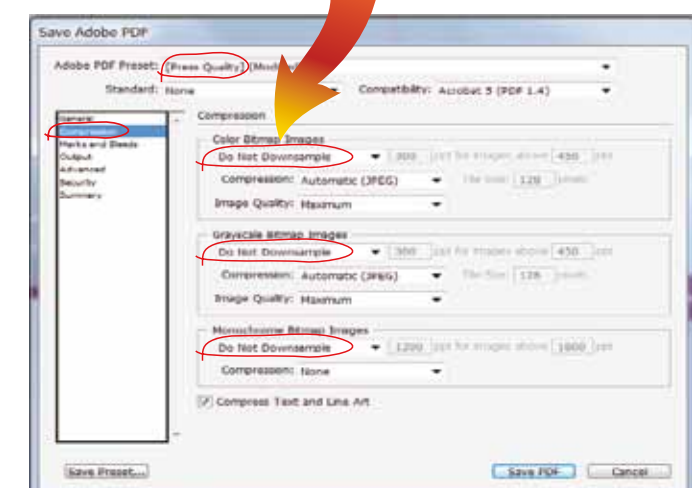 Save Adobe PDF
Adobe PDF Preset: [Press Quality]
Standard: None Compatibility: Acrobat 5 (PDF 1.4)
General
Compression
Marks and Bleeds
Output
Advanced
Security
Summary
Compression
Color Bitmap Images
Do Not Downsample 300 ppi for images above 450 ppi
Compression: Automatic (JPEG) Tile Size: 128 pixels
Image Quality: Maximum
Grayscale Bitmap Images
Do Not Downsample 300 ppi for images above 450 ppi
Compression: Automatic (JPEG) Tile Size: 128 pixels
Image Quality: Maximum
Monochrome Bitmap Images
Do Not Downsample 1200 ppi for images above 1800 ppi
Compression: None
Compress Text and Line Art
Save Preset... Save PDF Cancel